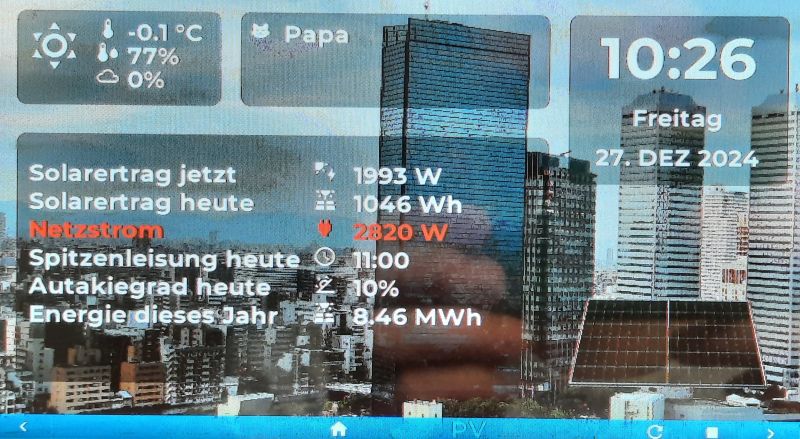 -0.1 °C
77%
0%
Papa
10:26
Freitag
27. DEZ 2024
Solarertrag jetzt 1993 W
Solarertrag heute 1046 Wh
Netzstrom 2820 W
Spitzenleisung heute 11:00
Autakiegrad heute 10%
Energie dieses Jahr 8.46 MWh
PV